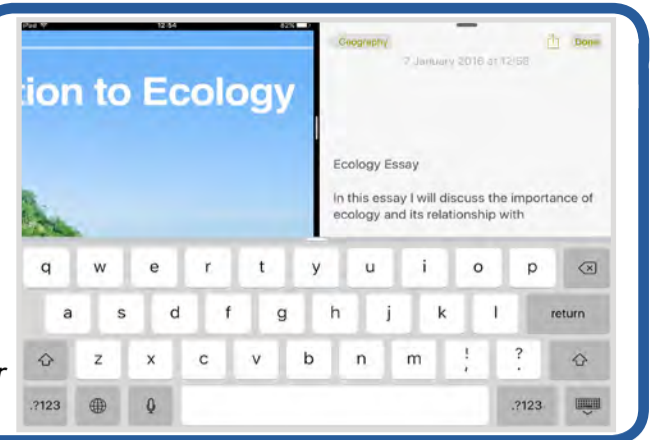 iPad 12:54 82%
tion to Ecology
Geography Done
7 January 2016 at 12:58
Ecology Essay
In this essay I will discuss the importance of
ecology and its relationship with
q w e r t y u i o p
a s d f g h j k l return
z x c v b n m ! , ? .
.?123 .?123
r